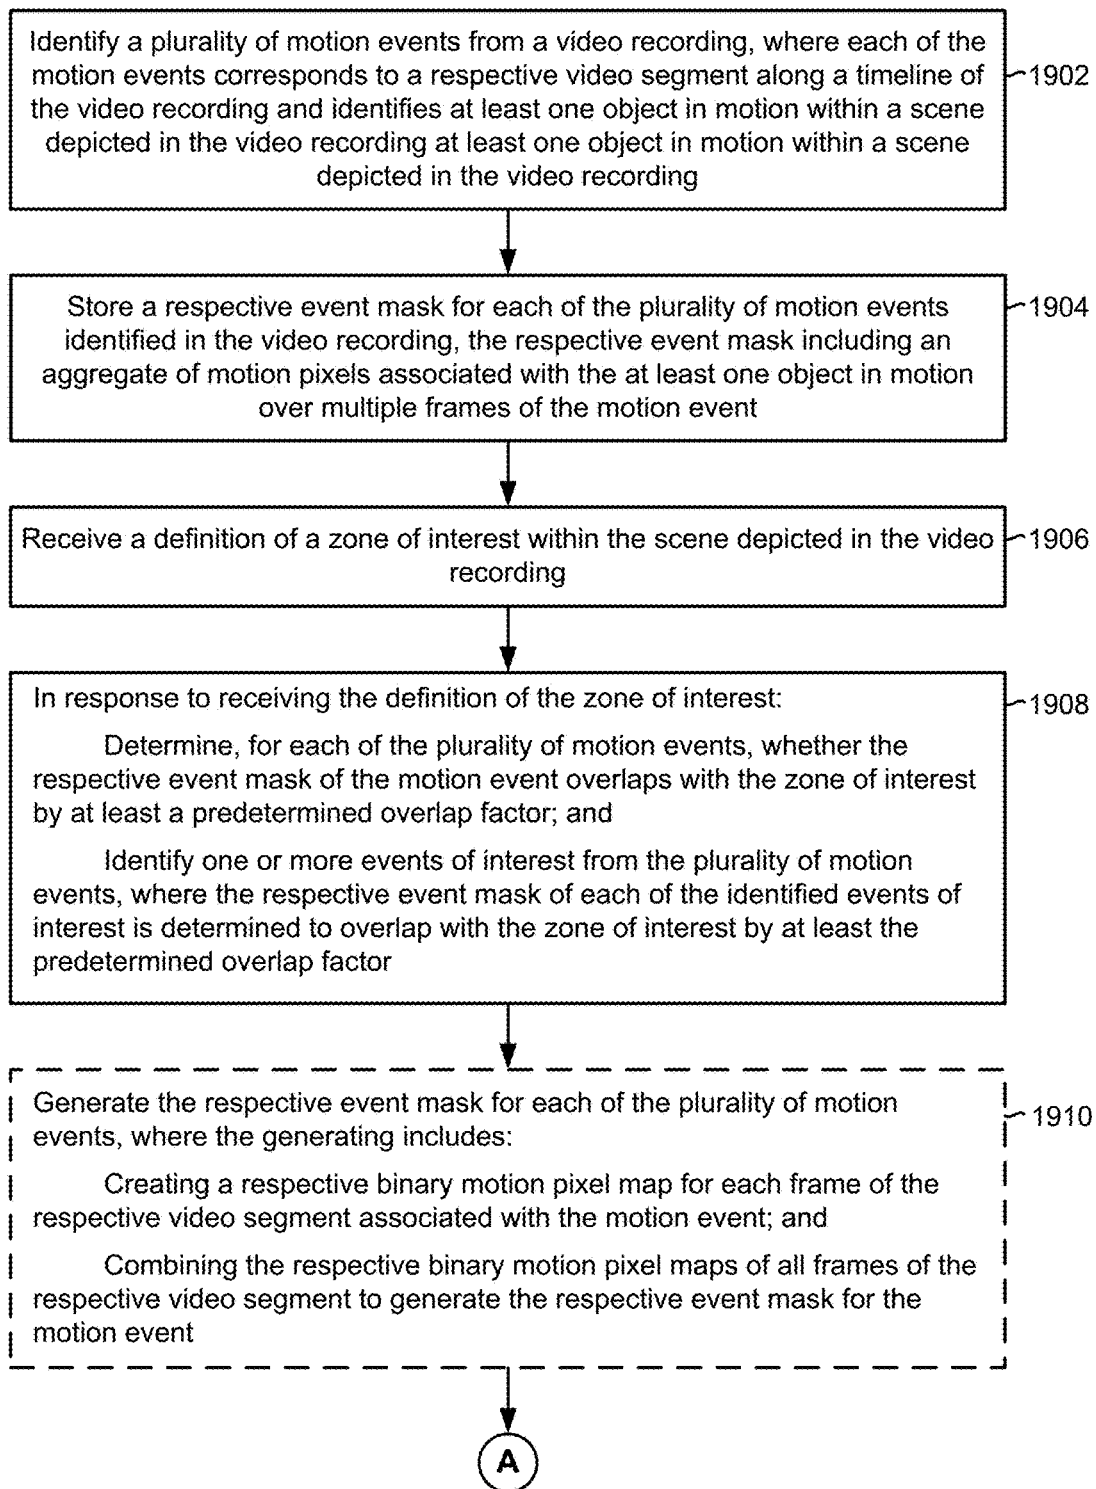 Identify a plurality of motion events from a video recording, where each of the
motion events corresponds to a respective video segment along a timeline of
the video recording and identifies at least one object in motion within a scene
depicted in the video recording at least one object in motion within a scene
depicted in the video recording
1902
Store a respective event mask for each of the plurality of motion events
identified in the video recording, the respective event mask including an
aggregate of motion pixels associated with the at least one object in motion
over multiple frames of the motion event
1904
Receive a definition of a zone of interest within the scene depicted in the video
recording
1906
In response to receiving the definition of the zone of interest:
Determine, for each of the plurality of motion events, whether the
respective event mask of the motion event overlaps with the zone of interest
by at least a predetermined overlap factor; and
Identify one or more events of interest from the plurality of motion
events, where the respective event mask of each of the identified events of
interest is determined to overlap with the zone of interest by at least the
predetermined overlap factor
1908
Generate the respective event mask for each of the plurality of motion
events, where the generating includes:
Creating a respective binary motion pixel map for each frame of the
respective video segment associated with the motion event; and
Combining the respective binary motion pixel maps of all frames of the
respective video segment to generate the respective event mask for the
motion event
1910
A